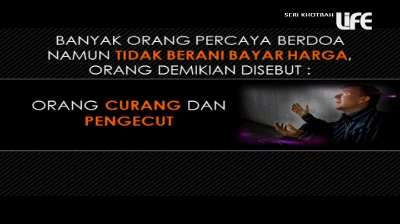 SERI KHOTBAH LiFE
BANYAK ORANG PERCAYA BERDOA
NAMUN TIDAK BERANI BAYAR HARGA,
ORANG DEMIKIAN DISEBUT :
ORANG CURANG DAN
PENGECUT